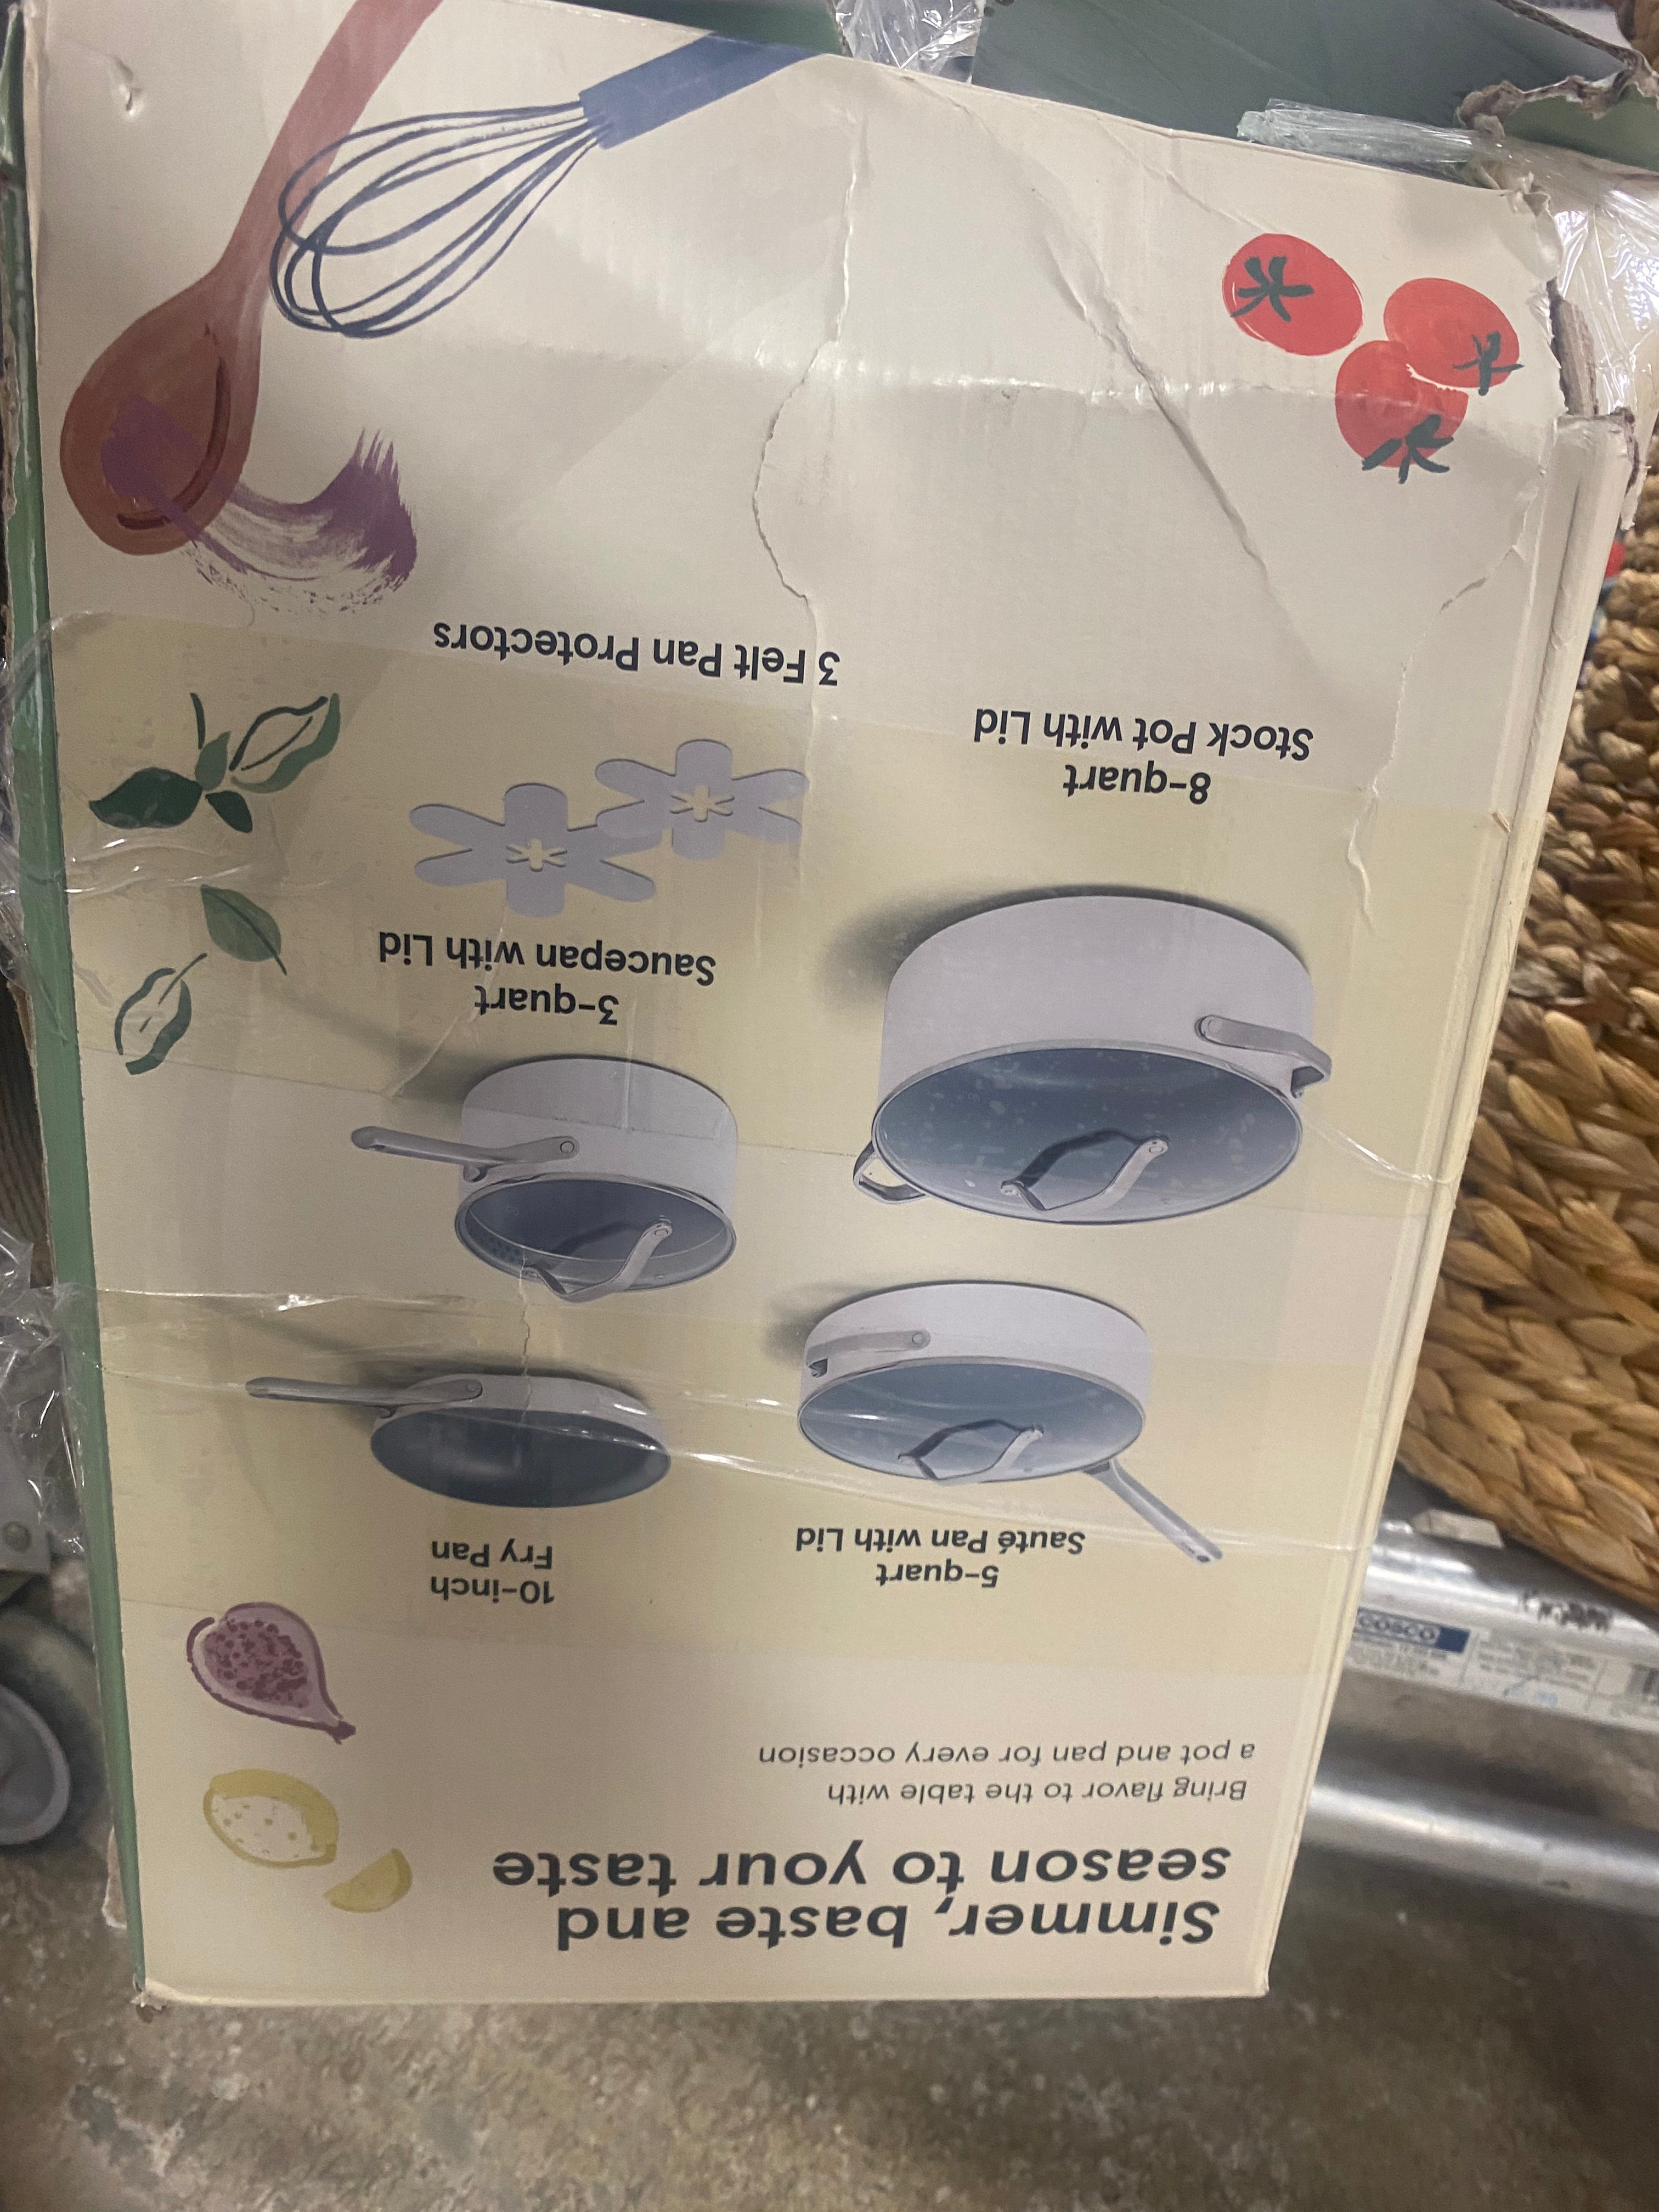 Simmer, baste and
season to your taste
Bring flavor to the table with
a pot and pan for every occasion
5-quart
Sauté Pan with Lid
10-inch
Fry Pan
8-quart
Stock Pot with Lid
3-quart
Saucepan with Lid
3 Felt Pan Protectors
COSCO